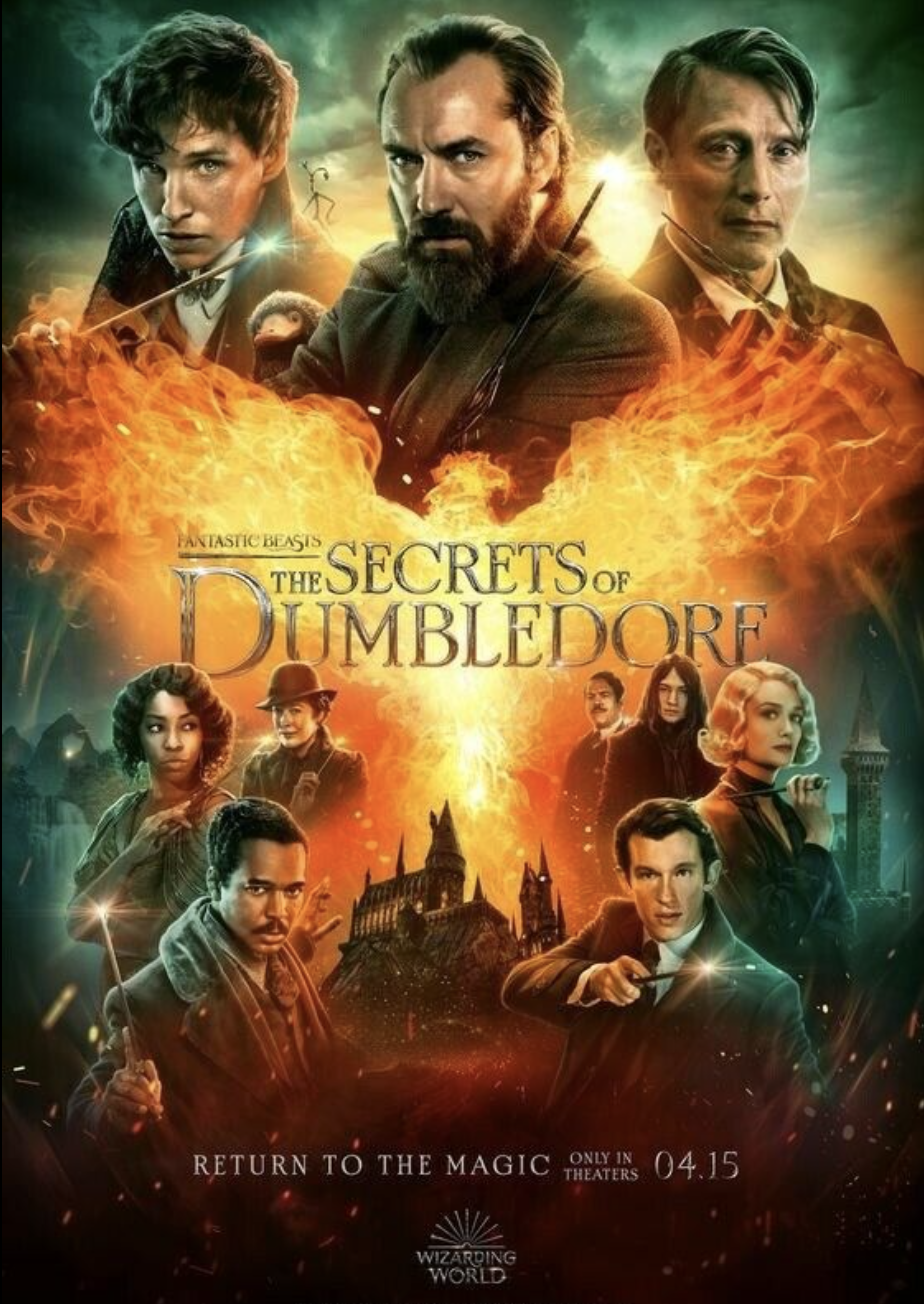 FANTASTIC BEASTS
THE SECRETS OF
DUMBLEDORE
RETURN TO THE MAGIC ONLY IN THEATERS 04.15
WIZARDING
WORLD